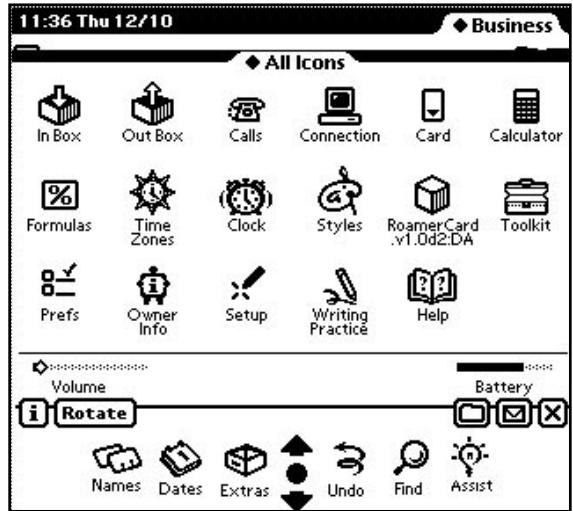 11:36 Thu 12/10
Business
All Icons
In Box Out Box Calls Connection Card Calculator
Formulas Time Zones Clock Styles RoamerCard.v1.0d2:DA Toolkit
Prefs Owner Info Setup Writing Practice Help
Volume Battery
i Rotate
Names Dates Extras Undo Find Assist